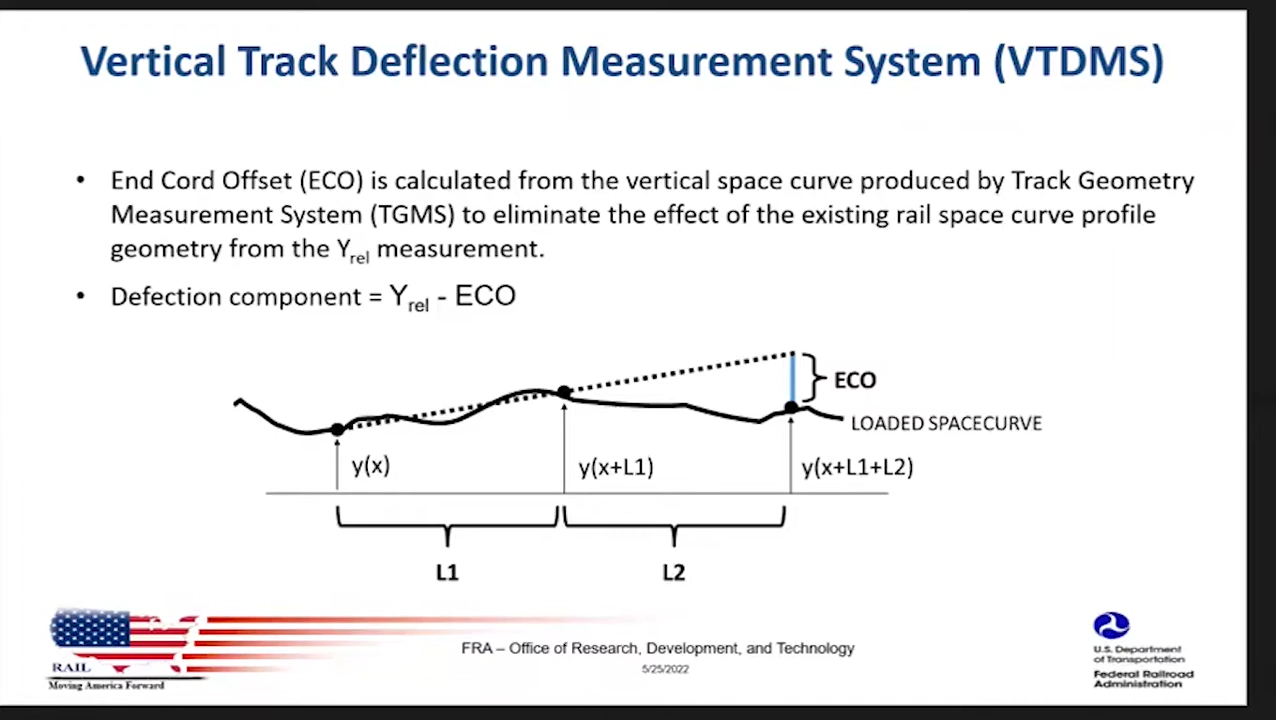 Vertical Track Deflection Measurement System (VTDMS)
• End Cord Offset (ECO) is calculated from the vertical space curve produced by Track Geometry
Measurement System (TGMS) to eliminate the effect of the existing rail space curve profile
geometry from the Yrel measurement.
• Defection component = Yrel - ECO
ECO
LOADED SPACECURVE
y(x)
y(x+L1)
y(x+L1+L2)
L1
L2
RAIL
Moving America Forward
FRA – Office of Research, Development, and Technology
5/25/2022
U.S. Department
of Transportation
Federal Railroad
Administration